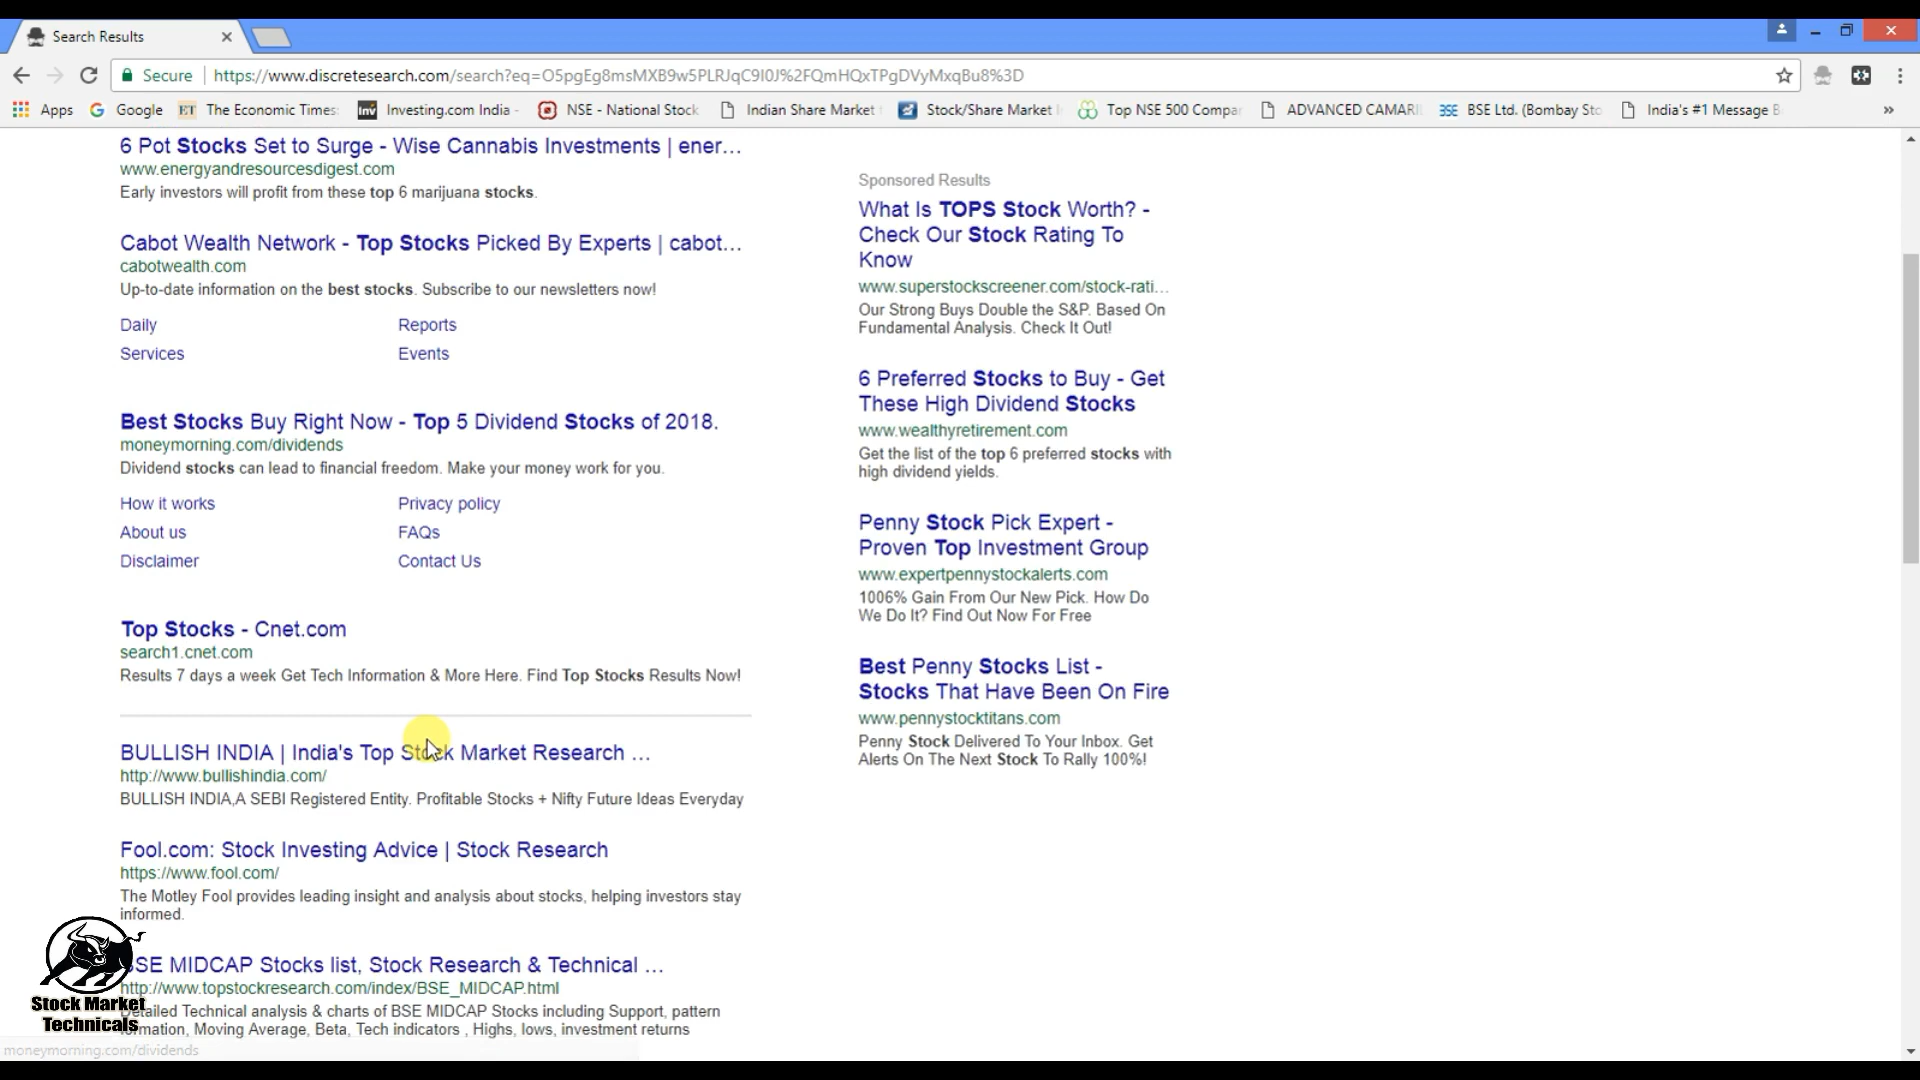 Search Results
Secure https://www.discretesearch.com/search?eq=O5pgEg8msMXB9w5PLRJqC9I0J%2FQmHQxTPgDVyMxqBu8%3D
Apps Google ET The Economic Times: Inv Investing.com India - NSE - National Stock Indian Share Market Stock/Share Market Top NSE 500 Compa ADVANCED CAMARI BSE BSE Ltd. (Bombay Sto India's #1 Message B »
6 Pot Stocks Set to Surge - Wise Cannabis Investments | ener...
www.energyandresourcesdigest.com
Early investors will profit from these top 6 marijuana stocks.
Cabot Wealth Network - Top Stocks Picked By Experts | cabot...
cabotwealth.com
Up-to-date information on the best stocks. Subscribe to our newsletters now!
Daily Reports
Services Events
Best Stocks Buy Right Now - Top 5 Dividend Stocks of 2018.
moneymorning.com/dividends
Dividend stocks can lead to financial freedom. Make your money work for you.
How it works Privacy policy
About us FAQs
Disclaimer Contact Us
Top Stocks - Cnet.com
search1.cnet.com
Results 7 days a week Get Tech Information & More Here. Find Top Stocks Results Now!
BULLISH INDIA | India's Top Stock Market Research ...
http://www.bullishindia.com/
BULLISH INDIA,A SEBI Registered Entity. Profitable Stocks + Nifty Future Ideas Everyday
Fool.com: Stock Investing Advice | Stock Research
https://www.fool.com/
The Motley Fool provides leading insight and analysis about stocks, helping investors stay
informed.
BSE MIDCAP Stocks list, Stock Research & Technical ...
http://www.topstockresearch.com/index/BSE_MIDCAP.html
Detailed Technical analysis & charts of BSE MIDCAP Stocks including Support, pattern
formation, Moving Average, Beta, Tech indicators , Highs, lows, investment returns
Sponsored Results
What Is TOPS Stock Worth? -
Check Our Stock Rating To
Know
www.superstockscreener.com/stock-rati...
Our Strong Buys Double the S&P. Based On
Fundamental Analysis. Check It Out!
6 Preferred Stocks to Buy - Get
These High Dividend Stocks
www.wealthyretirement.com
Get the list of the top 6 preferred stocks with
high dividend yields.
Penny Stock Pick Expert -
Proven Top Investment Group
www.expertpennystockalerts.com
1006% Gain From Our New Pick. How Do
We Do It? Find Out Now For Free
Best Penny Stocks List -
Stocks That Have Been On Fire
www.pennystocktitans.com
Penny Stock Delivered To Your Inbox. Get
Alerts On The Next Stock To Rally 100%!
Stock Market
Technicals
moneymorning.com/dividends